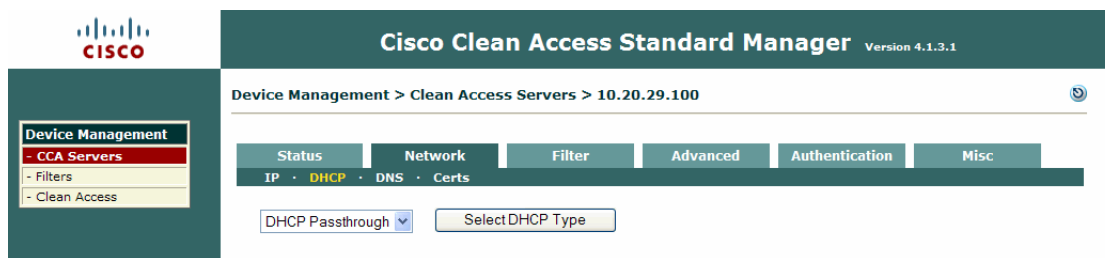 CISCO
Cisco Clean Access Standard Manager Version 4.1.3.1
Device Management > Clean Access Servers > 10.20.29.100
Device Management
- CCA Servers
- Filters
- Clean Access
Status Network Filter Advanced Authentication Misc
IP · DHCP · DNS · Certs
DHCP Passthrough Select DHCP Type